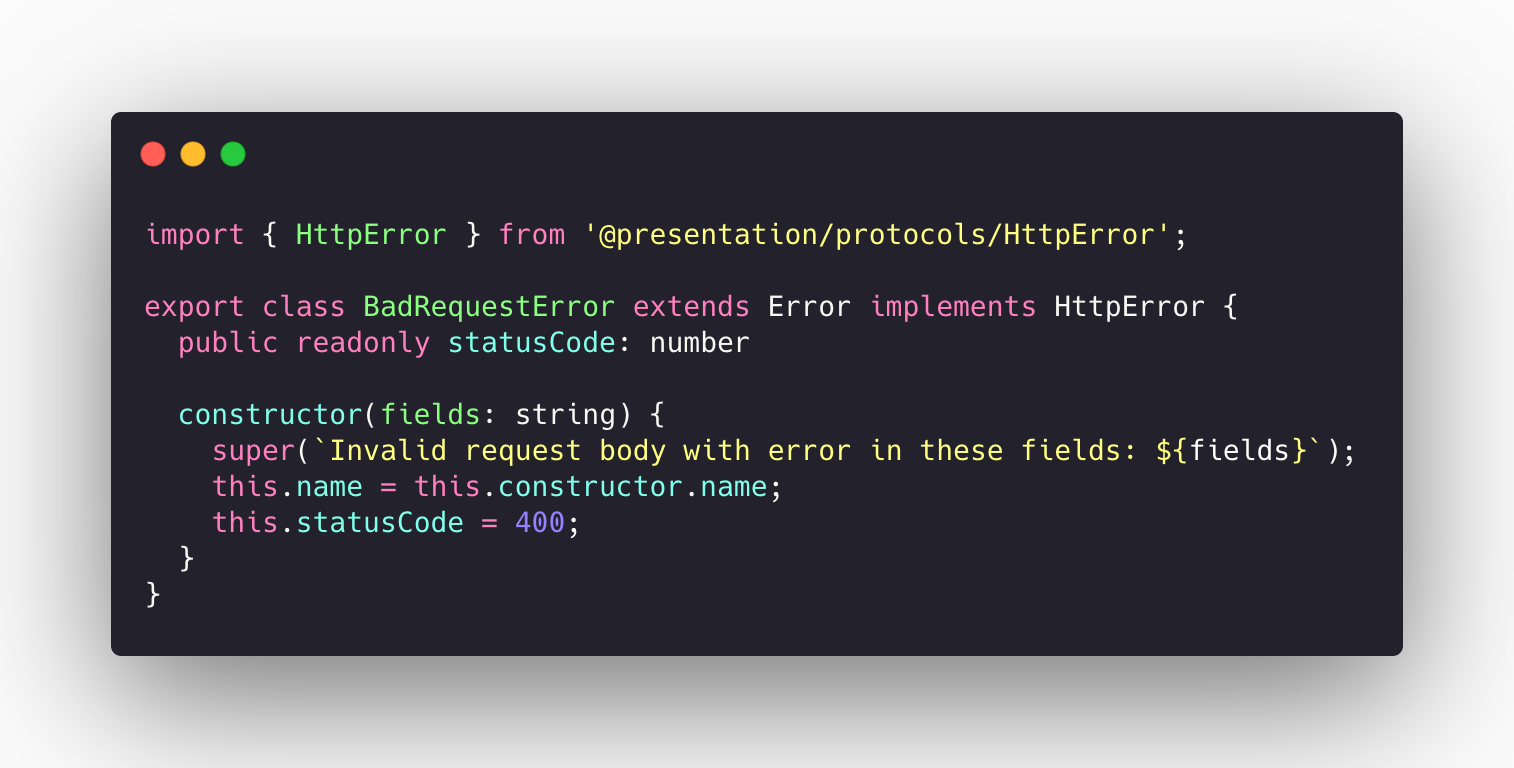 import { HttpError } from '@presentation/protocols/HttpError';
export class BadRequestError extends Error implements HttpError {
  public readonly statusCode: number
  constructor(fields: string) {
    super(`Invalid request body with error in these fields: ${fields}`);
    this.name = this.constructor.name;
    this.statusCode = 400;
  }
}